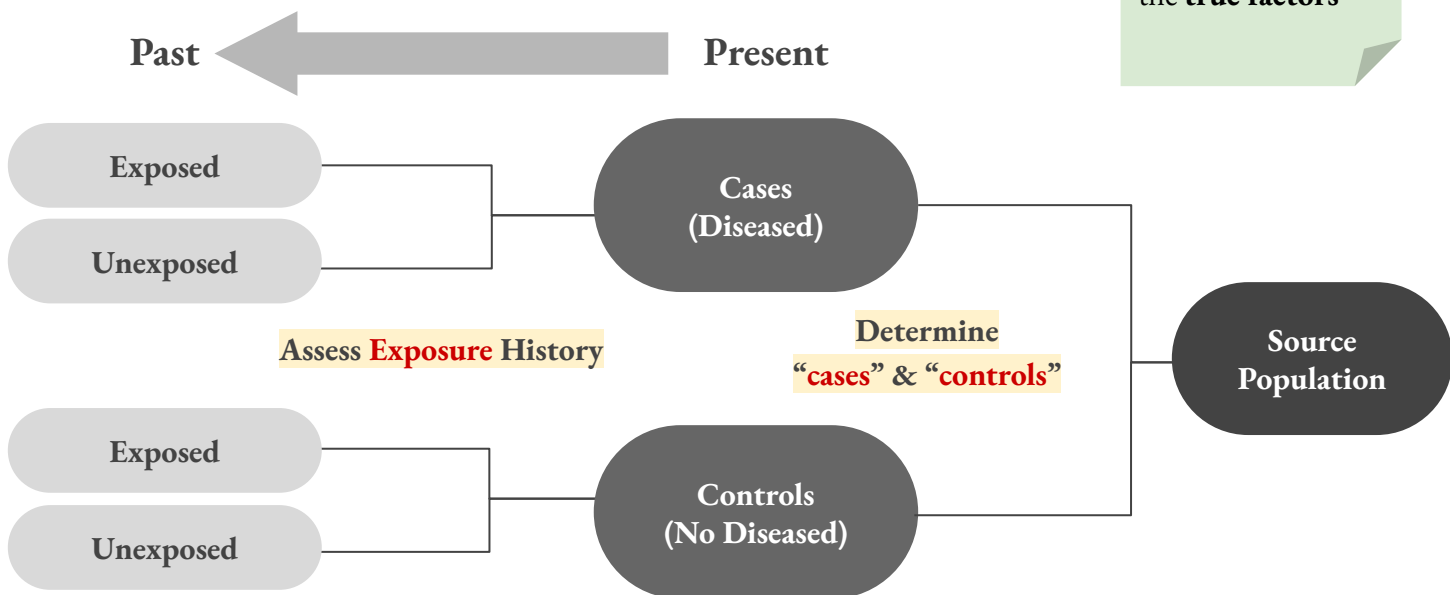 the true factors
Past
Present
Exposed
Unexposed
Cases
(Diseased)
Assess Exposure History
Determine
“cases” & “controls”
Source
Population
Exposed
Unexposed
Controls
(No Diseased)